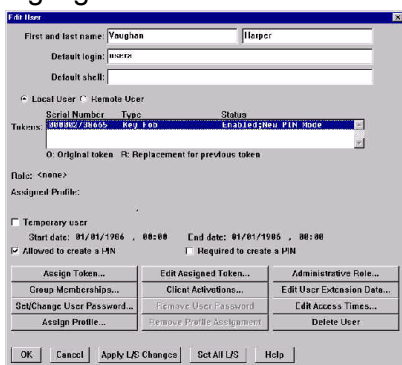 Edit User
First and last name: Vaughan Harper
Default login: usera
Default shell:
Local User Remote User
Serial Number Type Status
Tokens: Key Fob Enabled;New PIN Mode
O: Original token R: Replacement for previous token
Role: <none>
Assigned Profile:
Temporary user
Start date: 01/01/1986 , 00:00 End date: 01/01/1986 , 00:00
Allowed to create a PIN Required to create a PIN
Assign Token... Edit Assigned Token... Administrative Role...
Group Memberships... Client Activations... Edit User Extension Data...
Set/Change User Password... Remove User Password Edit Access Times...
Assign Profile... Remove Profile Assignment Delete User
OK Cancel Apply L/S Changes Set All L/S Help